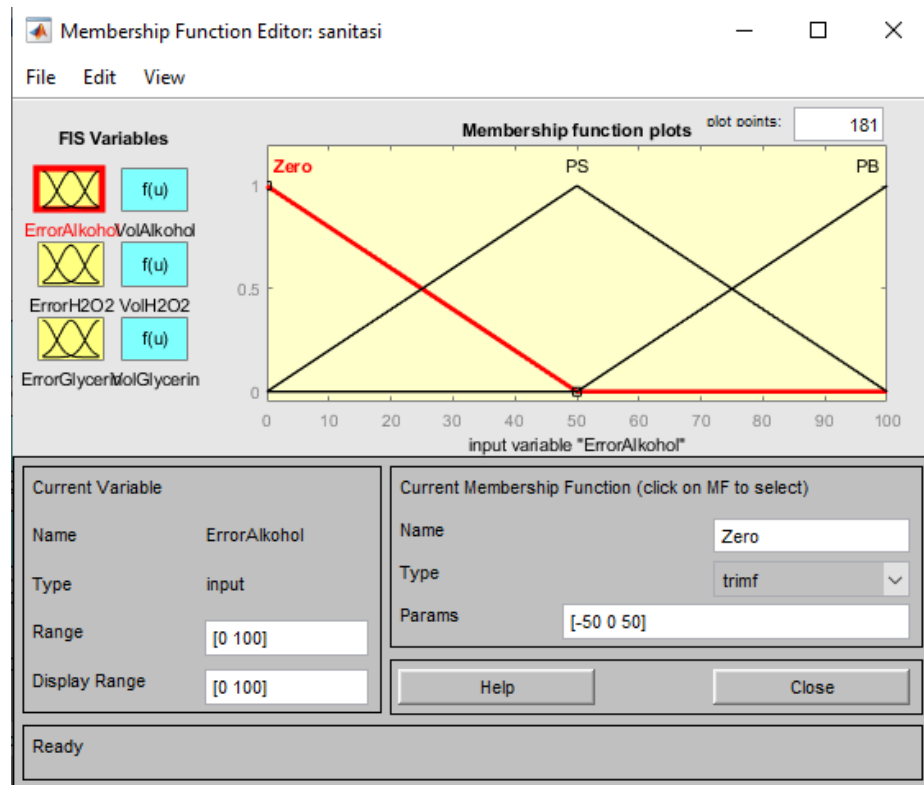 Membership Function Editor: sanitasi
File Edit View
FIS Variables
Membership function plots
plot points:
181
f(u)
ErrorAlkohol VolAlkohol
f(u)
ErrorH2O2 VolH2O2
f(u)
ErrorGlycerin VolGlycerin
Zero
PS
PB
1
0.5
0
0 10 20 30 40 50 60 70 80 90 100
input variable "ErrorAlkohol"
Current Variable
Name ErrorAlkohol
Type input
Range [0 100]
Display Range [0 100]
Current Membership Function (click on MF to select)
Name Zero
Type trimf
Params [-50 0 50]
Help Close
Ready